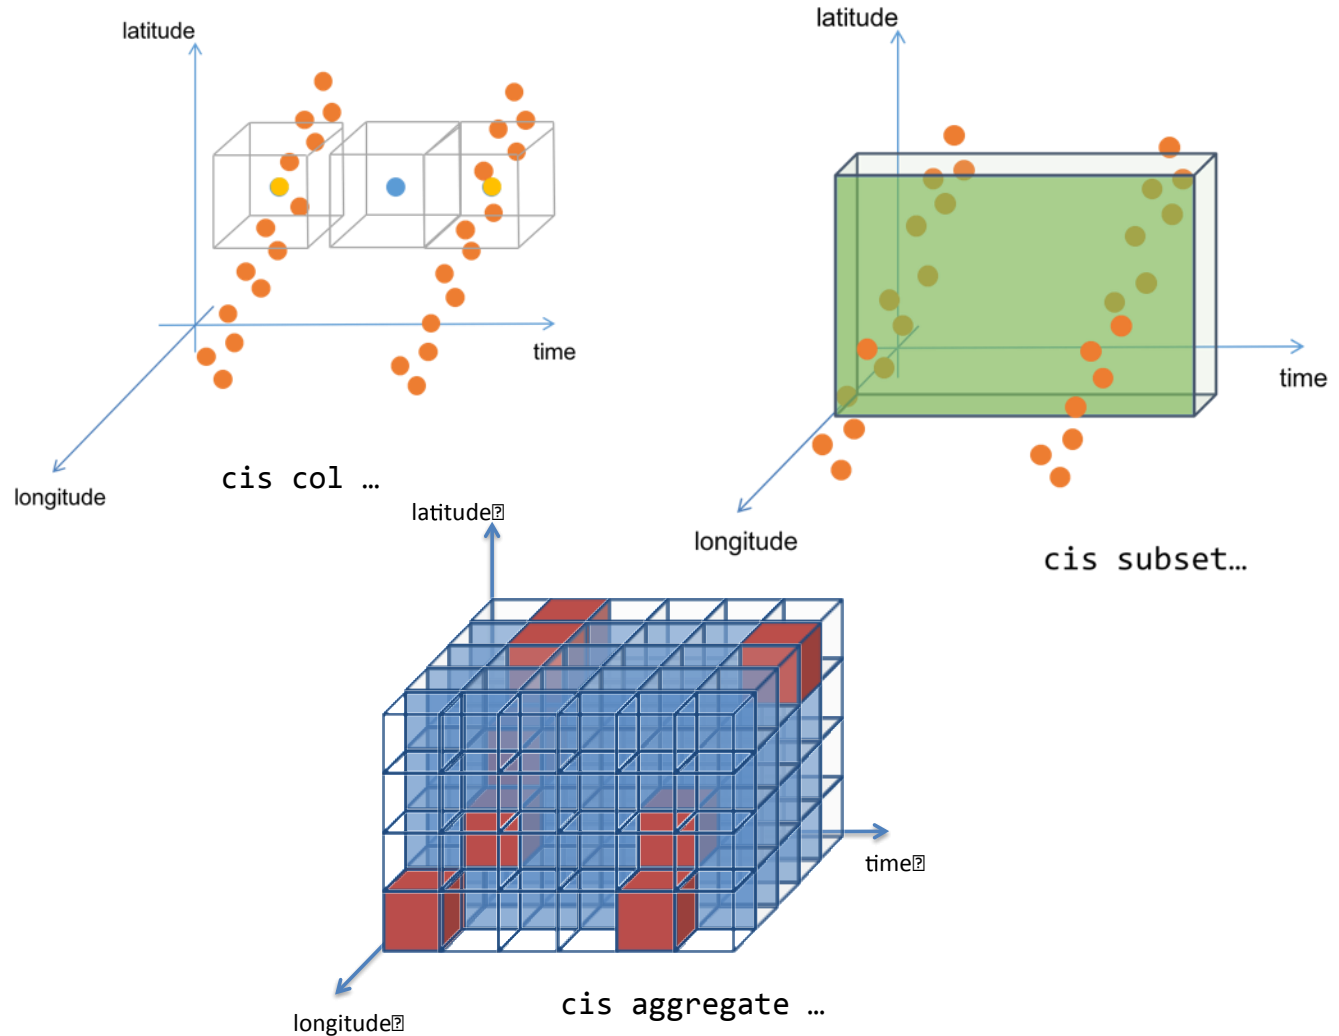 latitude
time
longitude
cis col …
latitude
time
longitude
cis subset…
latitude⍰
time⍰
longitude⍰
cis aggregate …